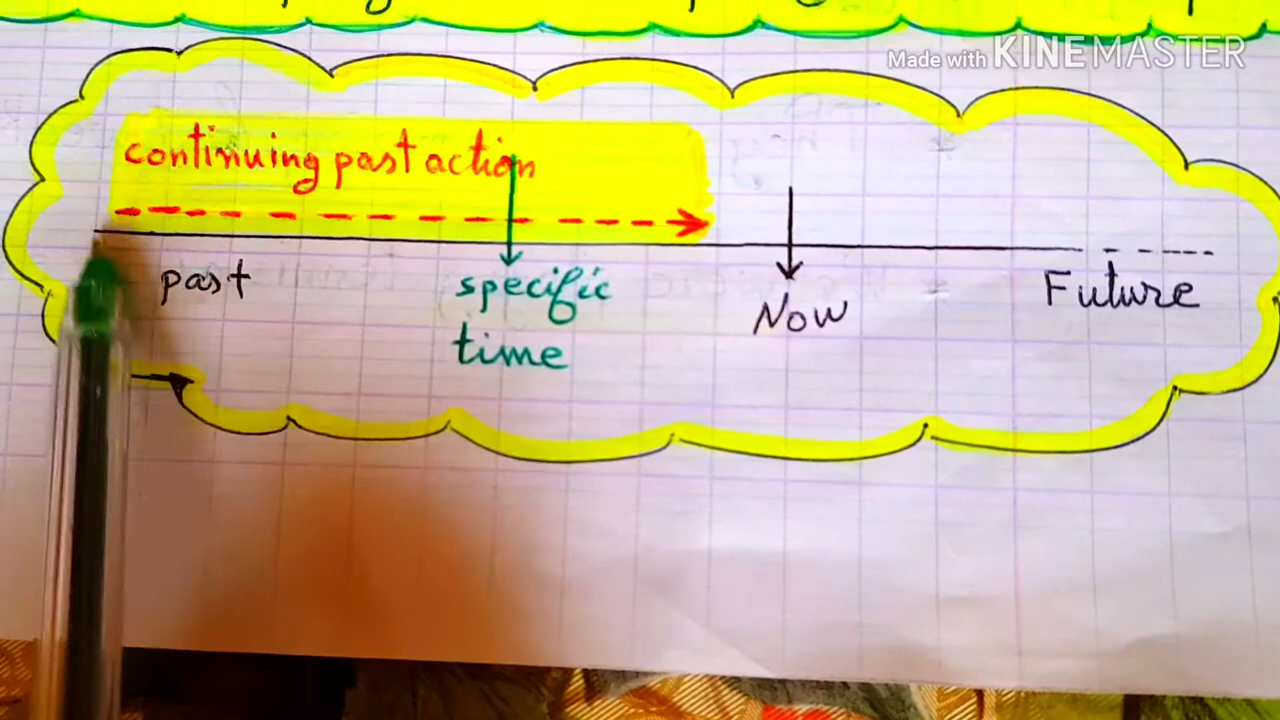 Made with KINEMASTER
continuing past action
past
specific
time
Now
Future